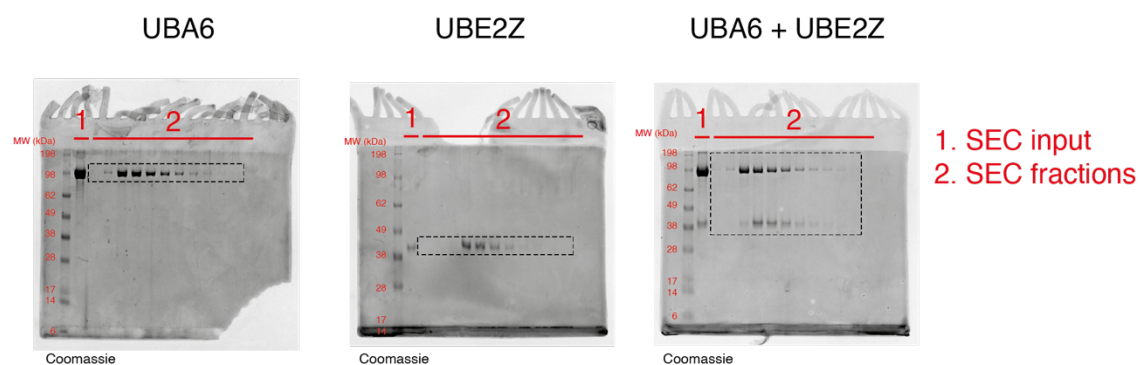 UBA6
UBE2Z
UBA6 + UBE2Z
1
2
MW (kDa)
198
98
62
49
38
28
17
14
6
Coomassie
1
2
MW (kDa)
198
98
62
49
38
28
17
14
Coomassie
1
2
MW (kDa)
198
98
62
49
38
28
17
14
6
Coomassie
1. SEC input
2. SEC fractions